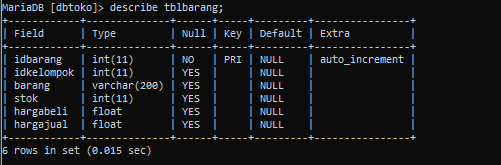 MariaDB [dbtoko]> describe tblbarang;
+------------+--------------+------+-----+---------+----------------+
| Field      | Type         | Null | Key | Default | Extra          |
+------------+--------------+------+-----+---------+----------------+
| idbarang   | int(11)      | NO   | PRI | NULL    | auto_increment |
| idkelompok | int(11)      | YES  |     | NULL    |                |
| barang     | varchar(200) | YES  |     | NULL    |                |
| stok       | int(11)      | YES  |     | NULL    |                |
| hargabeli  | float        | YES  |     | NULL    |                |
| hargajual  | float        | YES  |     | NULL    |                |
+------------+--------------+------+-----+---------+----------------+
6 rows in set (0.015 sec)